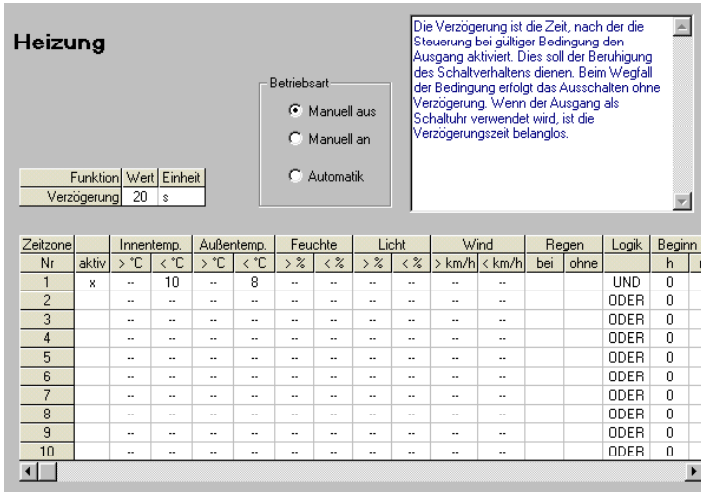 Heizung
Die Verzögerung ist die Zeit, nach der die
Steuerung bei gültiger Bedingung den
Ausgang aktiviert. Dies soll der Beruhigung
des Schaltverhaltens dienen. Beim Wegfall
der Bedingung erfolgt das Ausschalten ohne
Verzögerung. Wenn der Ausgang als
Schaltuhr verwendet wird, ist die
Verzögerungszeit belanglos.
Betriebsart
Manuell aus
Manuell an
Automatik
Funktion Wert Einheit
Verzögerung 20 s
Zeitzone Innentemp. Außentemp. Feuchte Licht Wind Regen Logik Beginn
Nr aktiv > °C < °C > °C < °C > % < % > % < % > km/h < km/h bei ohne h
1 x -- 10 -- 8 -- -- -- -- -- -- UND 0
2 -- -- -- -- -- -- -- -- -- -- ODER 0
3 -- -- -- -- -- -- -- -- -- -- ODER 0
4 -- -- -- -- -- -- -- -- -- -- ODER 0
5 -- -- -- -- -- -- -- -- -- -- ODER 0
6 -- -- -- -- -- -- -- -- -- -- ODER 0
7 -- -- -- -- -- -- -- -- -- -- ODER 0
8 -- -- -- -- -- -- -- -- -- -- ODER 0
9 -- -- -- -- -- -- -- -- -- -- ODER 0
10 -- -- -- -- -- -- -- -- -- -- ODER 0